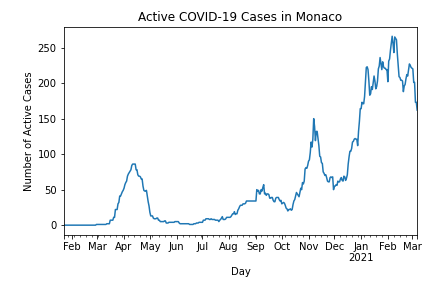 Active COVID-19 Cases in Monaco
Number of Active Cases
250
200
150
100
50
0
Feb Mar Apr May Jun Jul Aug Sep Oct Nov Dec Jan Feb Mar
2021
Day